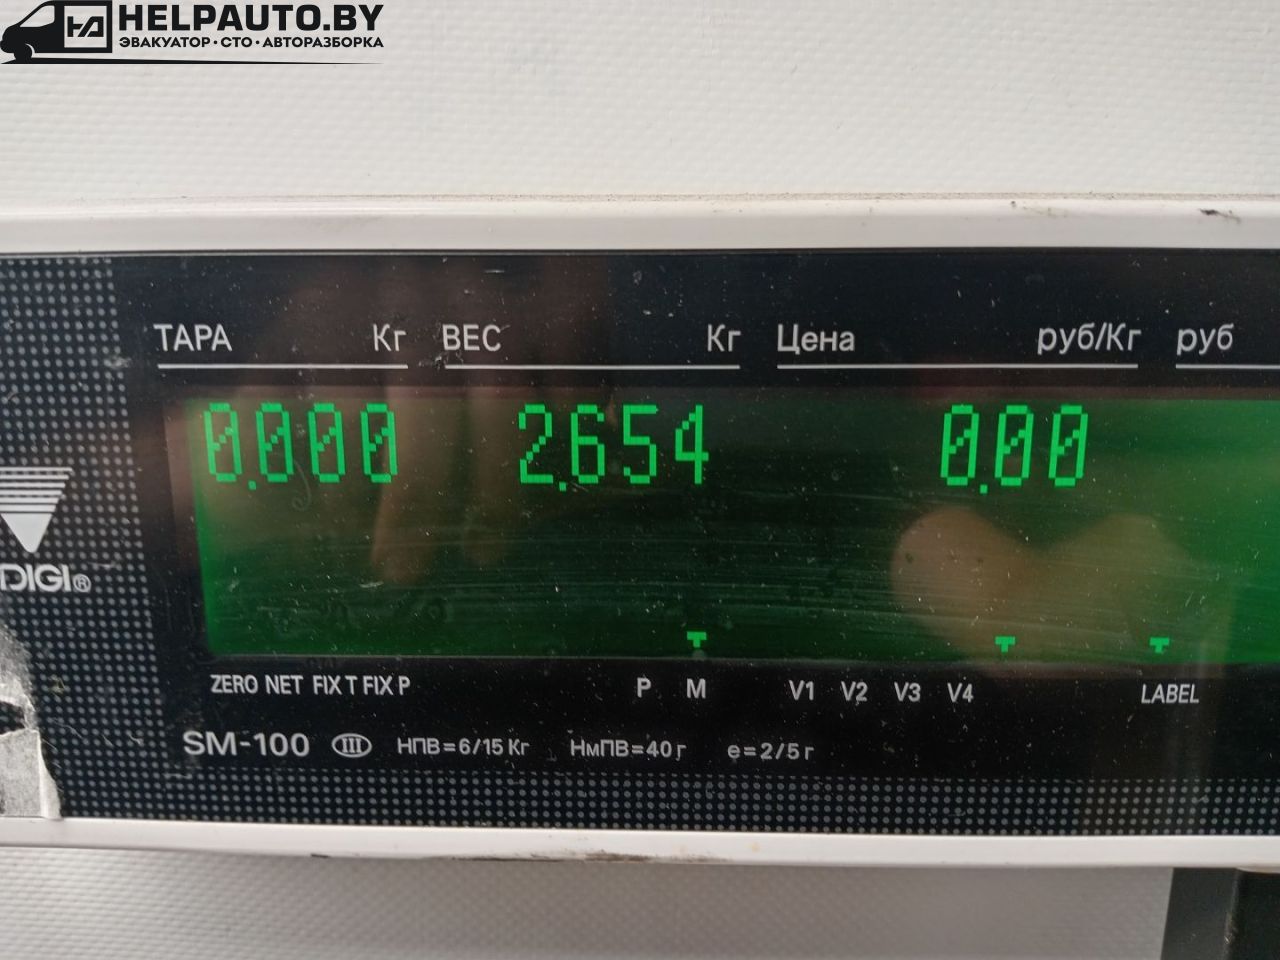 HELPAUTO.BY
ЭВАКУАТОР·СТО·АВТОРАЗБОРКА
ТАРА Кг ВЕС Кг Цена руб/Кг руб
0.000 2.654 0.00
DIGI®
ZERO NET FIX T FIX P P M V1 V2 V3 V4 LABEL
SM-100 III НПВ=6/15 Кг НмПВ=40 г e=2/5 г